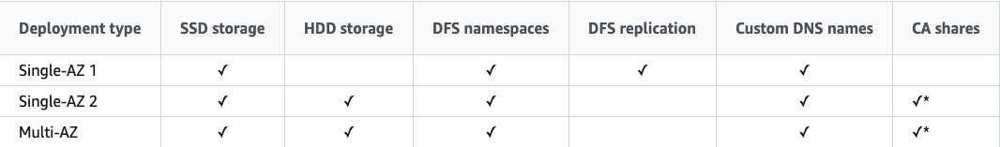 Deployment type SSD storage HDD storage DFS namespaces DFS replication Custom DNS names CA shares
Single-AZ 1 ✓ ✓ ✓ ✓
Single-AZ 2 ✓ ✓ ✓ ✓ ✓*
Multi-AZ ✓ ✓ ✓ ✓ ✓*